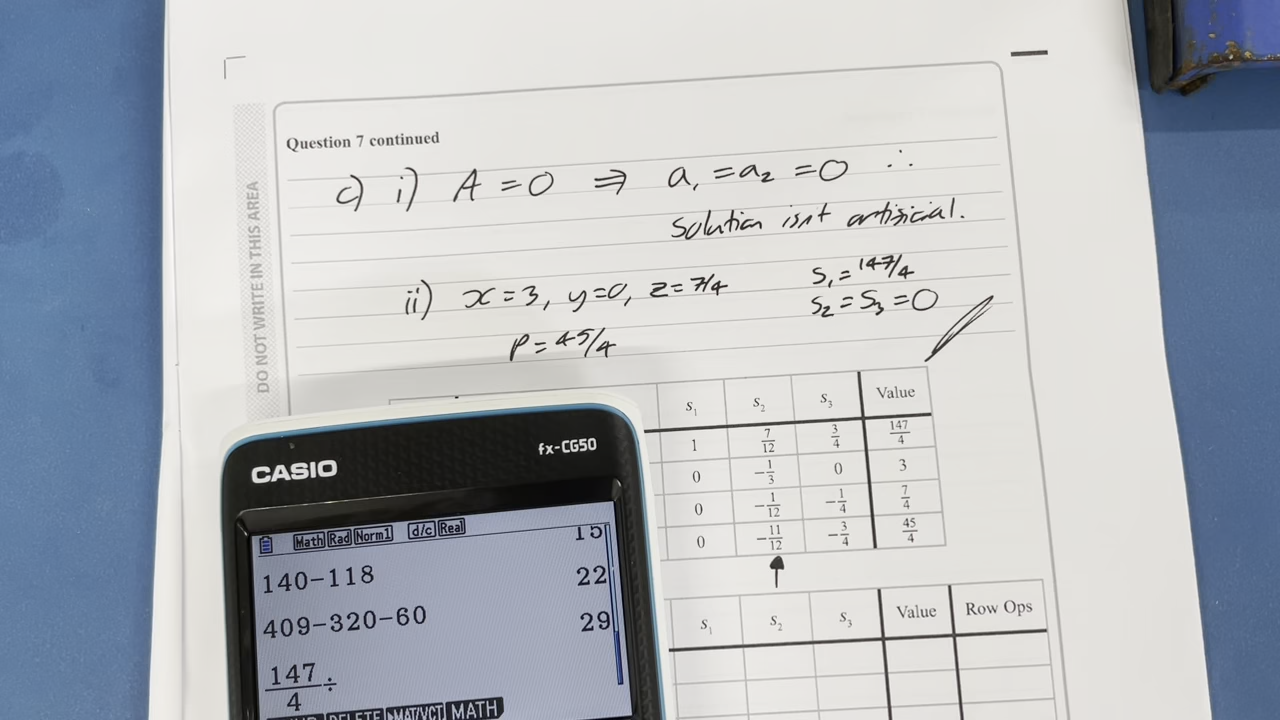 DO NOT WRITE IN THIS AREA
Question 7 continued
c) i) A = 0 ⇒ a₁ = a₂ = 0 ∴
Solution isnt artificial.
ii) x = 3, y = 0, z = 7/4 S₁ = 147/4
S₂ = S₃ = 0
P = 45/4
s₁ s₂ s₃ Value
1 7/12 3/4 147/4
0 -1/3 0 3
0 -1/12 -1/4 7/4
0 -11/12 -3/4 45/4
s₁ s₂ s₃ Value Row Ops
CASIO fx-CG50
Math Rad Norm1 d/c Real
15
140-118 22
409-320-60 29
147/4 ÷
DELETE ▶MAT/VCT MATH